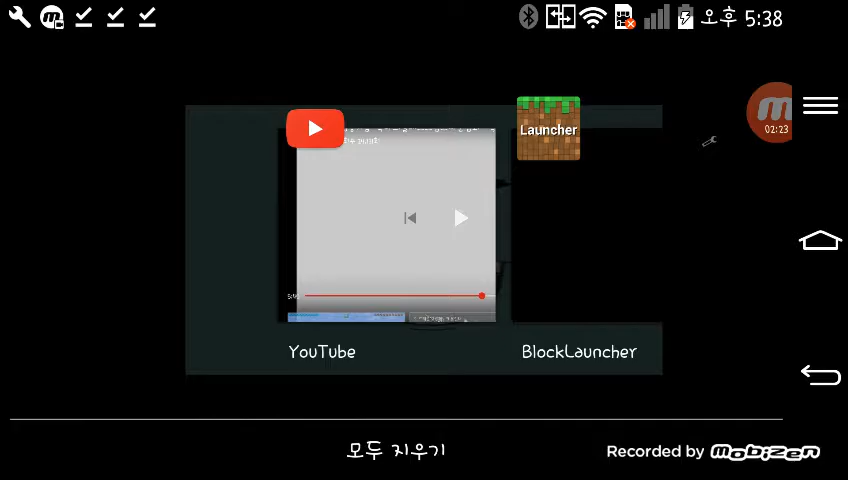 오후 5:38
Launcher
02:23
YouTube
BlockLauncher
모두 지우기
Recorded by Mobizen